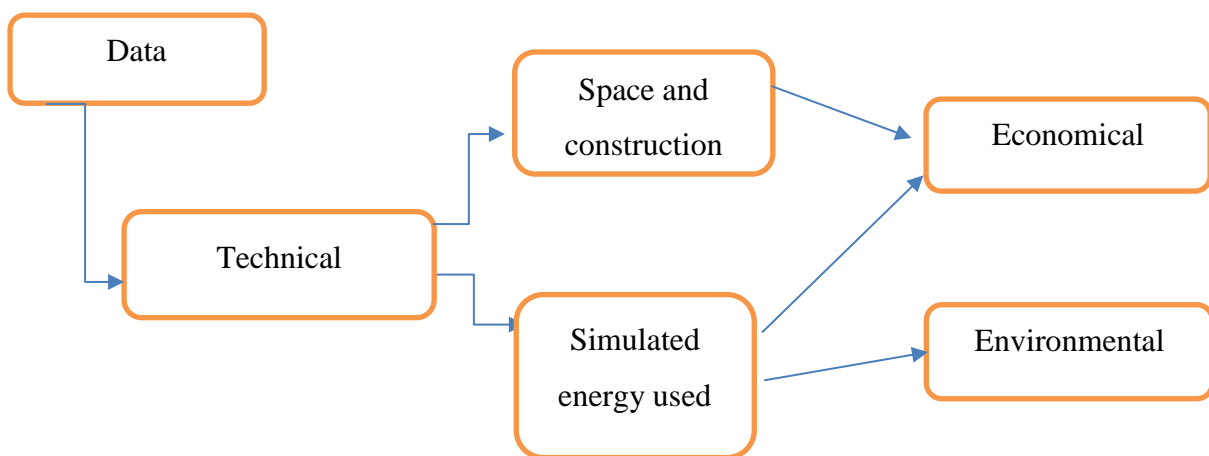 Data
Space and
construction
Economical
Technical
Simulated
energy used
Environmental